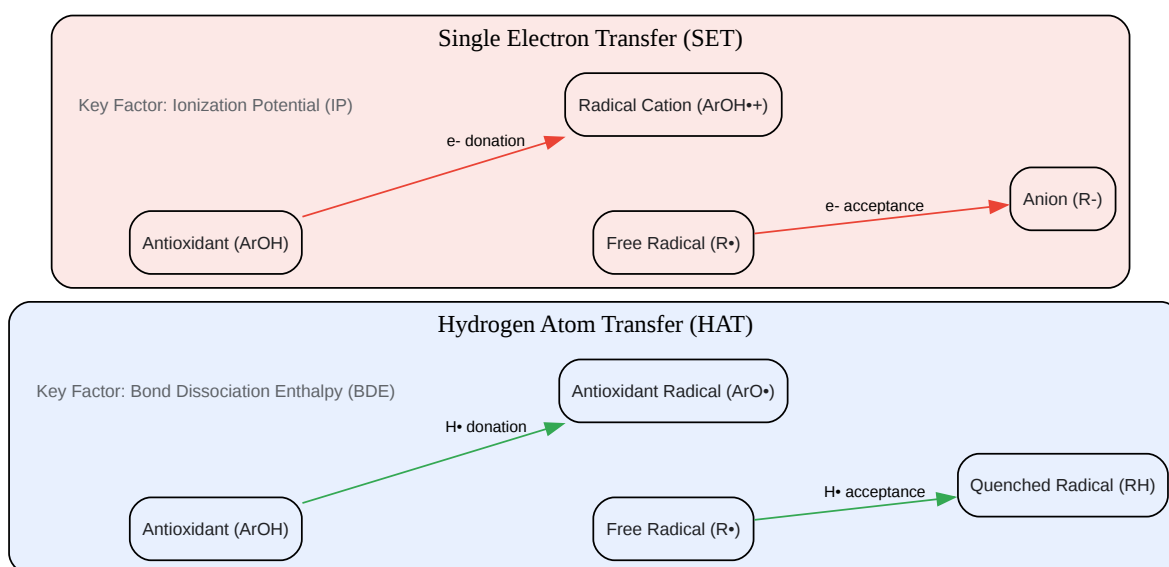 Single Electron Transfer (SET)
Key Factor: Ionization Potential (IP)
Radical Cation (ArOH•+)
e- donation
Anion (R-)
e- acceptance
Antioxidant (ArOH)
Free Radical (R•)
Hydrogen Atom Transfer (HAT)
Key Factor: Bond Dissociation Enthalpy (BDE)
Antioxidant Radical (ArO•)
H• donation
Quenched Radical (RH)
H• acceptance
Antioxidant (ArOH)
Free Radical (R•)